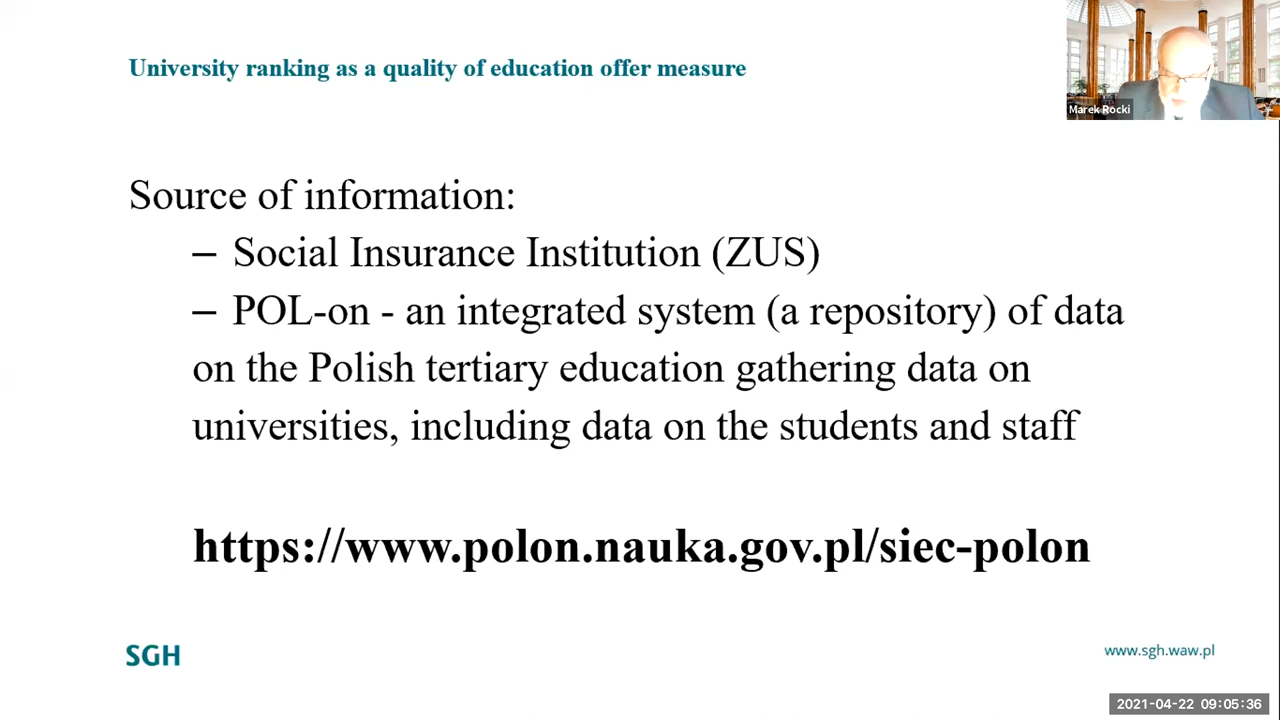 University ranking as a quality of education offer measure
Marek Rocki
Source of information:
– Social Insurance Institution (ZUS)
– POL-on - an integrated system (a repository) of data
on the Polish tertiary education gathering data on
universities, including data on the students and staff
https://www.polon.nauka.gov.pl/siec-polon
SGH
www.sgh.waw.pl
2021-04-22 09:05:36